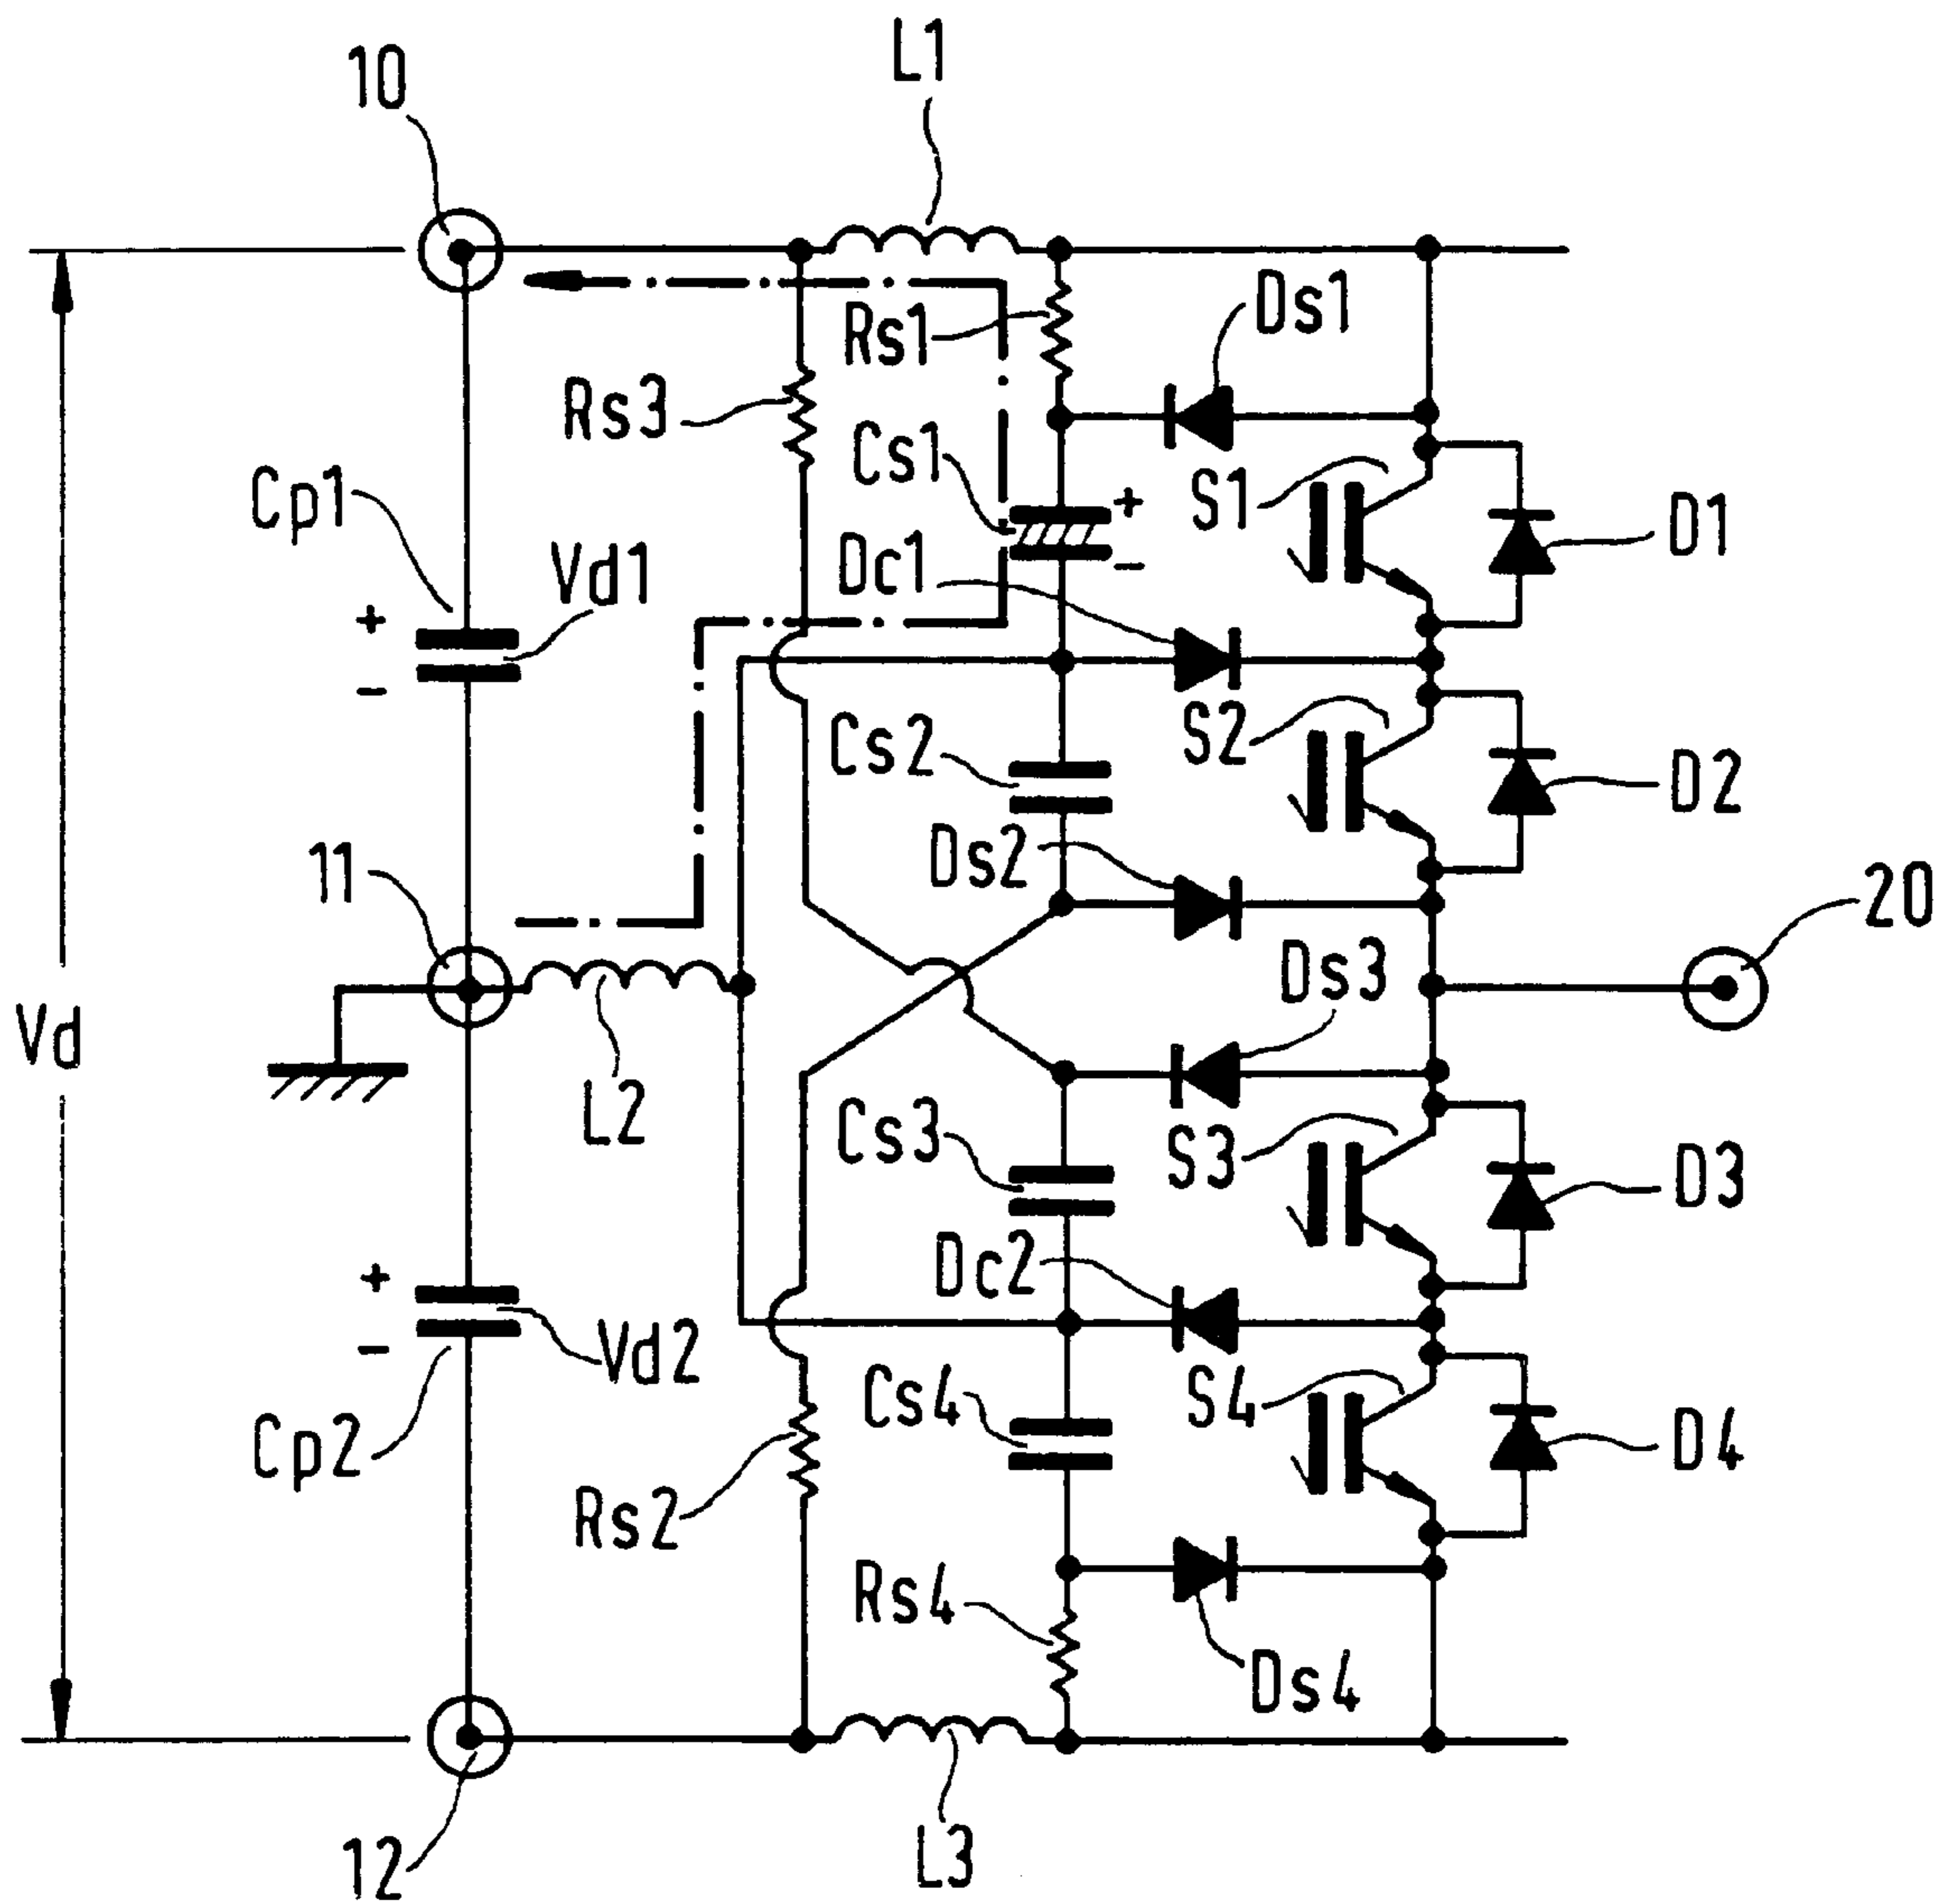 L1
10
Rs1
Ds1
Rs3
Cs1
+
S1
D1
Cp1
Vd1
Dc1
-
+
-
Cs2
S2
D2
11
Ds2
20
Vd
Ds3
L2
Cs3
S3
D3
Dc2
+
-
Vd2
Cs4
S4
D4
Cp2
Rs2
Rs4
Ds4
12
L3